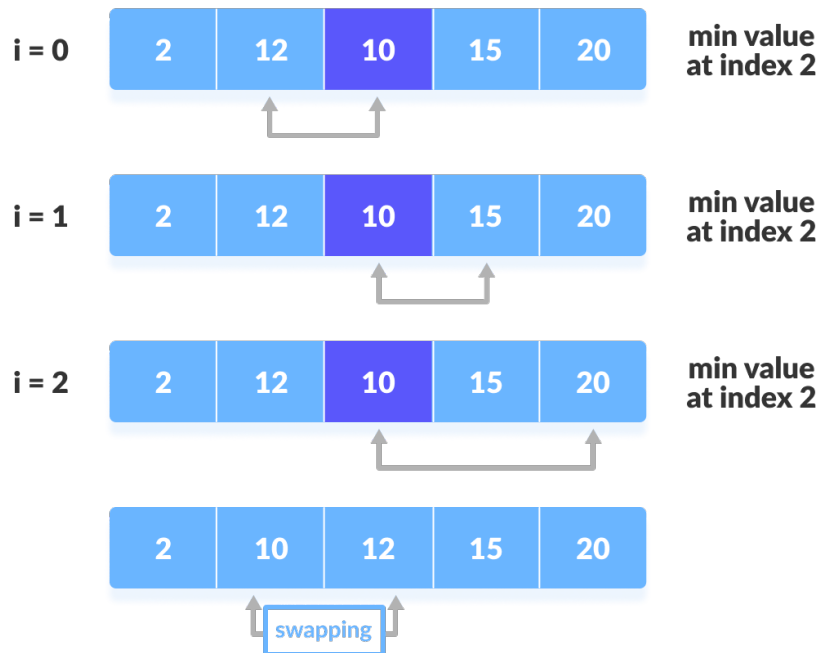 i = 0 2 12 10 15 20 min value
at index 2
i = 1 2 12 10 15 20 min value
at index 2
i = 2 2 12 10 15 20 min value
at index 2
2 10 12 15 20
swapping